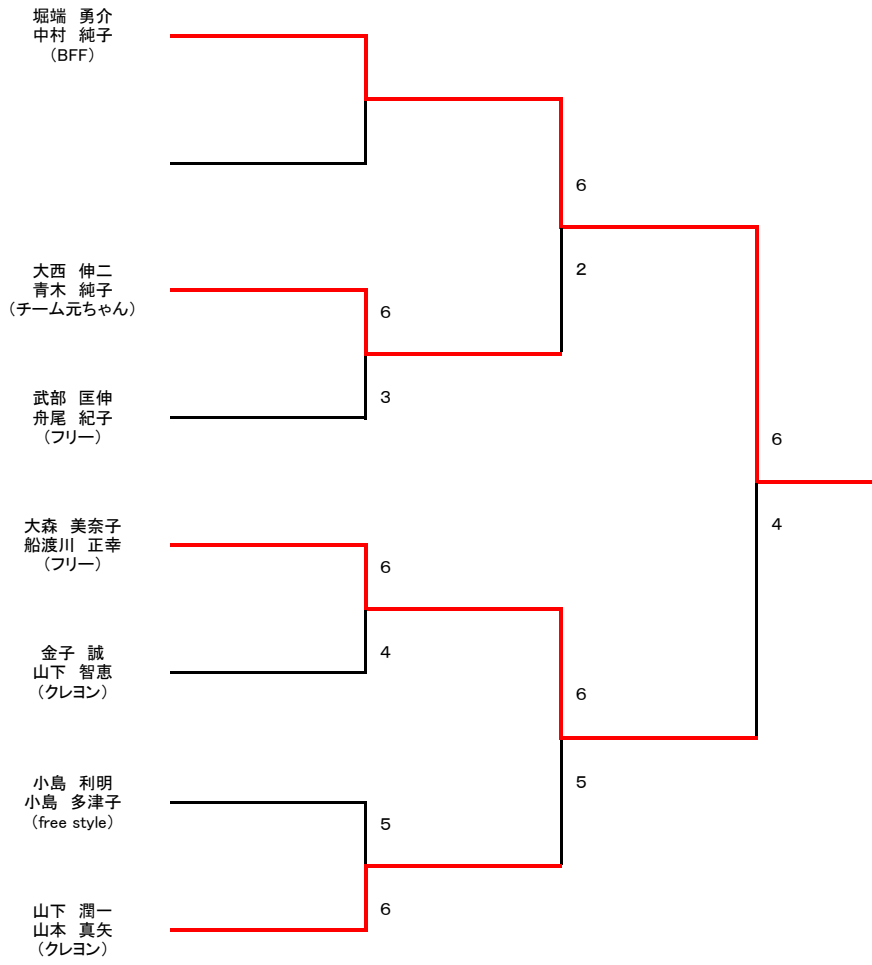 堀端　勇介
中村　純子
（BFF）
6
2
大西　伸二
青木　純子
（チーム元ちゃん）
6
3
武部　匡伸
舟尾　紀子
（フリー）
6
4
大森　美奈子
船渡川　正幸
（フリー）
6
4
金子　誠
山下　智恵
（クレヨン）
6
5
小島　利明
小島　多津子
（free style）
5
6
山下　潤一
山本　真矢
（クレヨン）